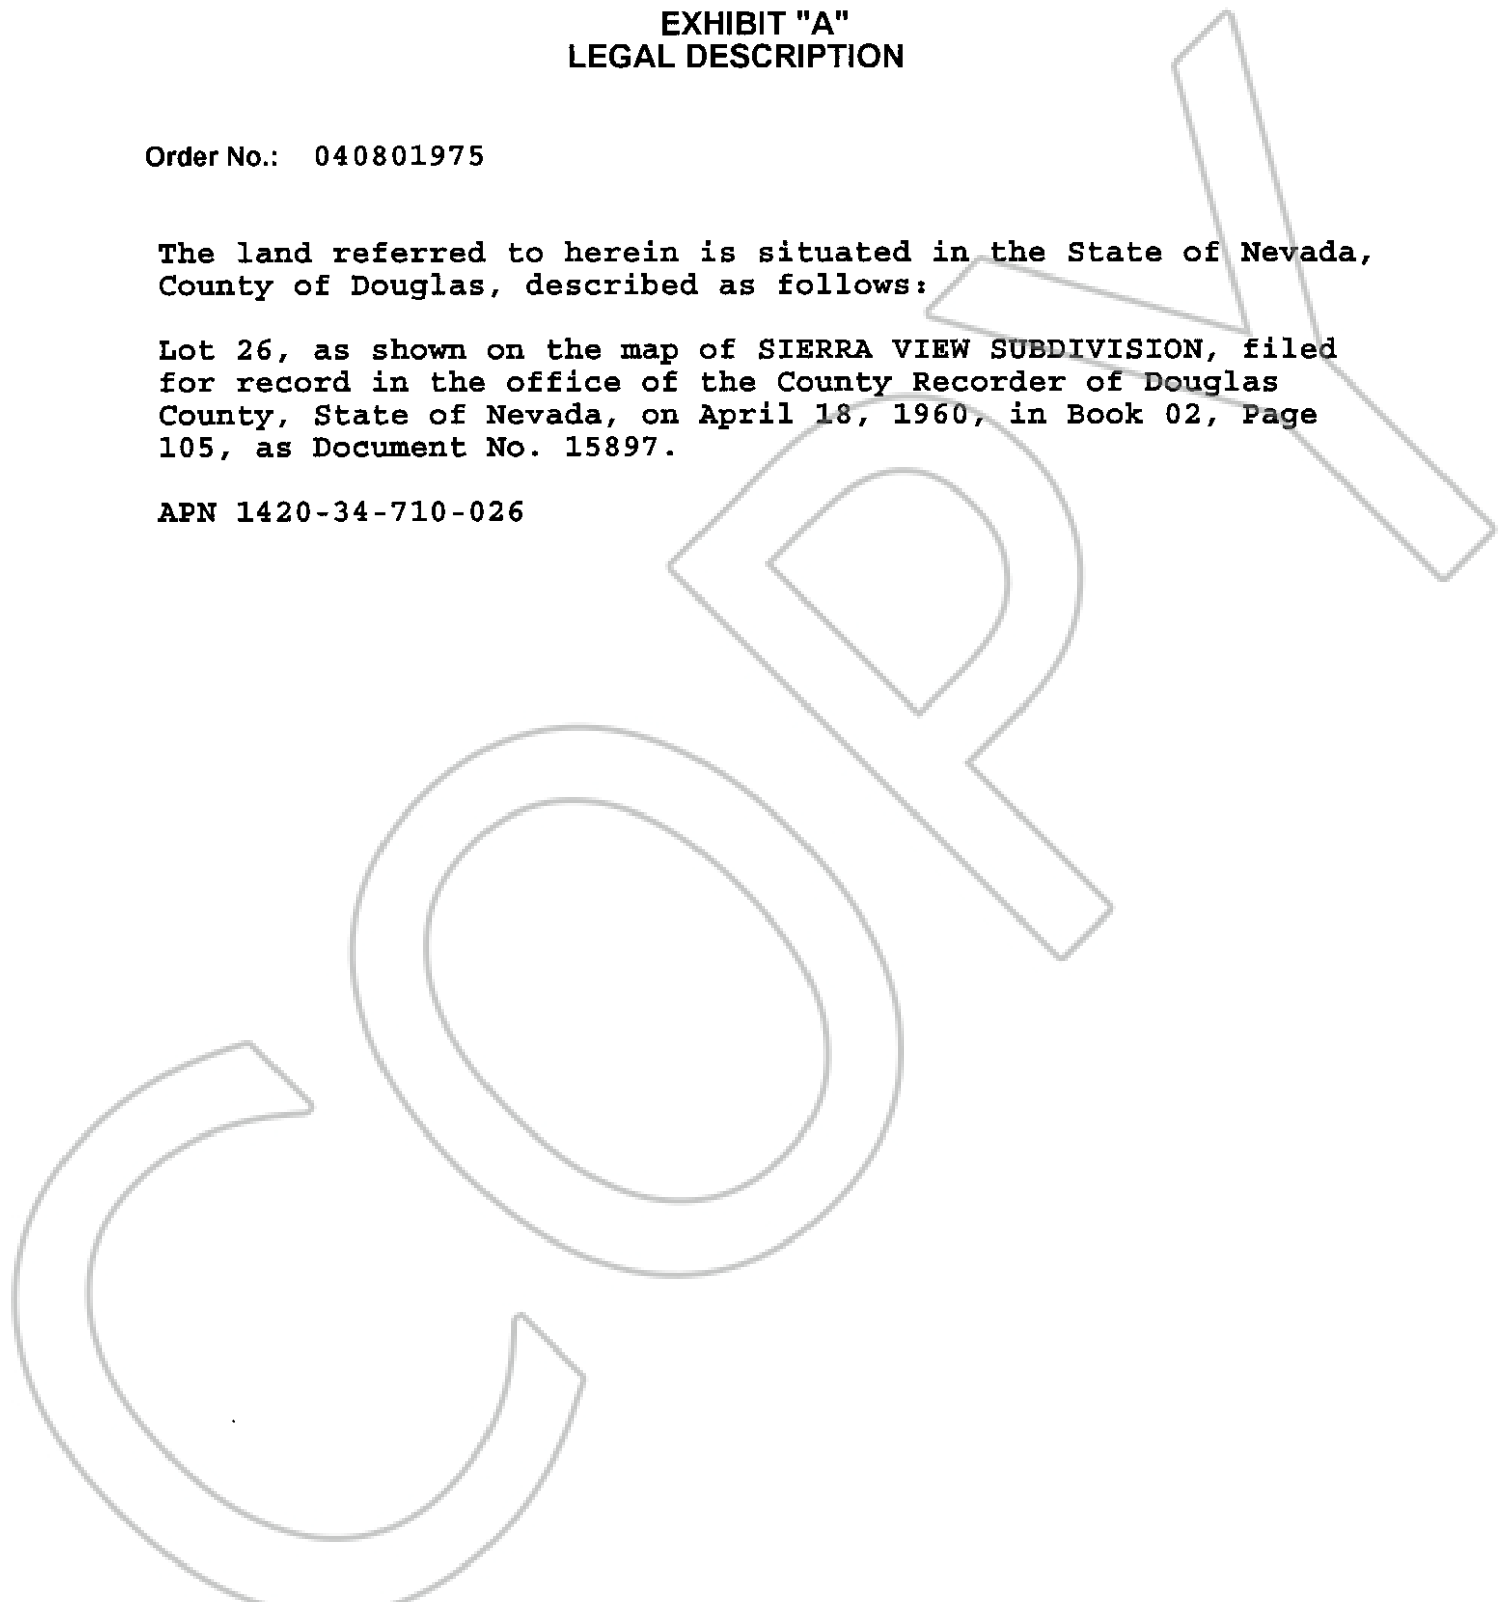 EXHIBIT "A"
LEGAL DESCRIPTION
Order No.: 040801975
The land referred to herein is situated in the State of Nevada,
County of Douglas, described as follows:
Lot 26, as shown on the map of SIERRA VIEW SUBDIVISION, filed
for record in the office of the County Recorder of Douglas
County, State of Nevada, on April 18, 1960, in Book 02, Page
105, as Document No. 15897.
APN 1420-34-710-026
COPY